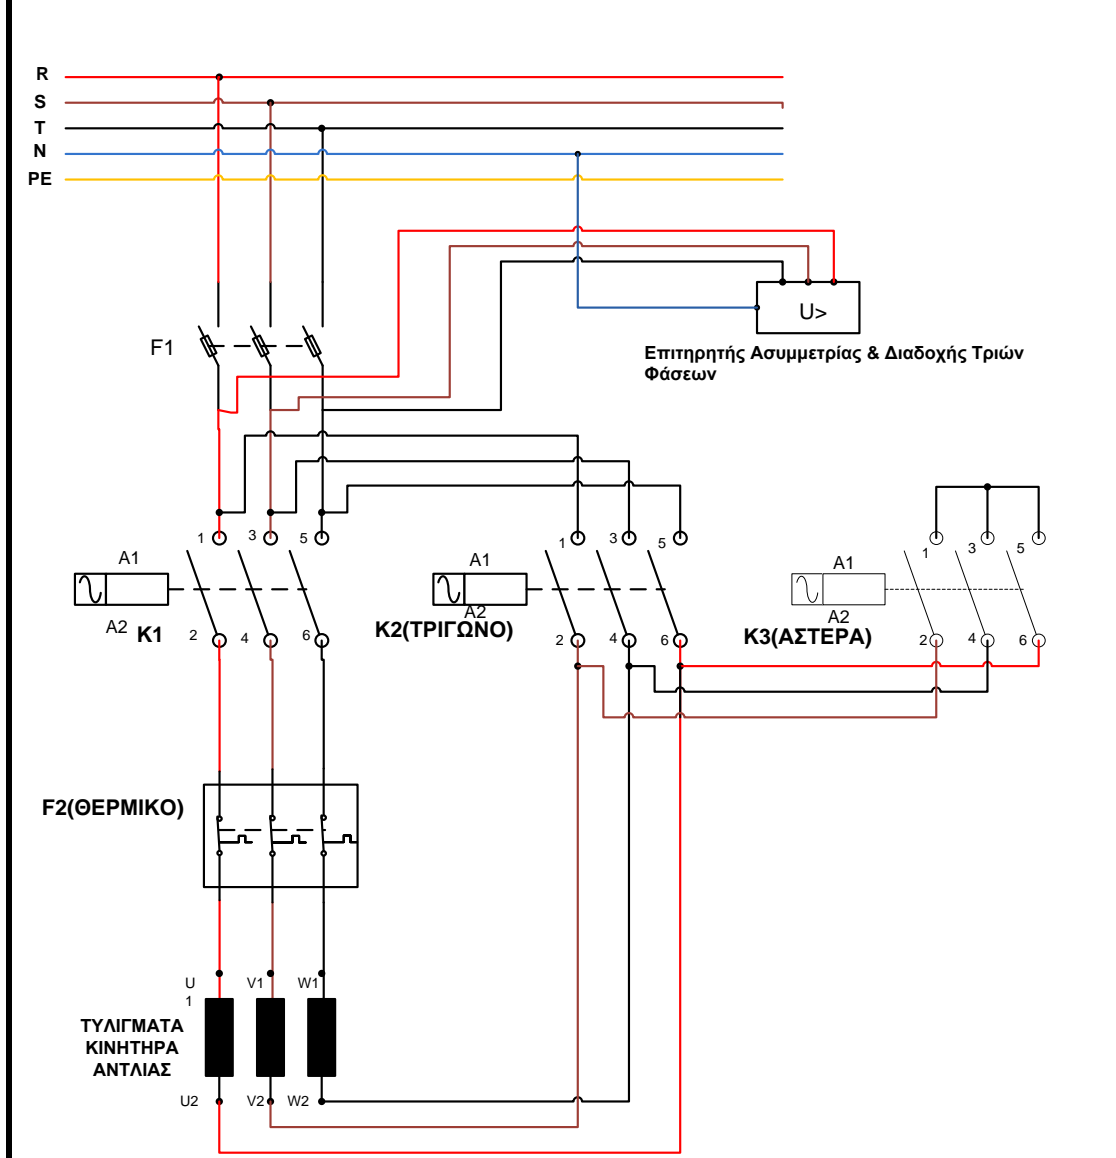 R
S
T
N
PE
U>
F1
Επιτηρητής Ασυμμετρίας & Διαδοχής Τριών
Φάσεων
1
3
5
A1
A2
K1
2
4
6
1
3
5
A1
A2
K2(ΤΡΙΓΩΝΟ)
2
4
6
1
3
5
A1
A2
K3(ΑΣΤΕΡΑ)
2
4
6
F2(ΘΕΡΜΙΚΟ)
U
1
V1
W1
ΤΥΛΙΓΜΑΤΑ
ΚΙΝΗΤΗΡΑ
ΑΝΤΛΙΑΣ
U2
V2
W2